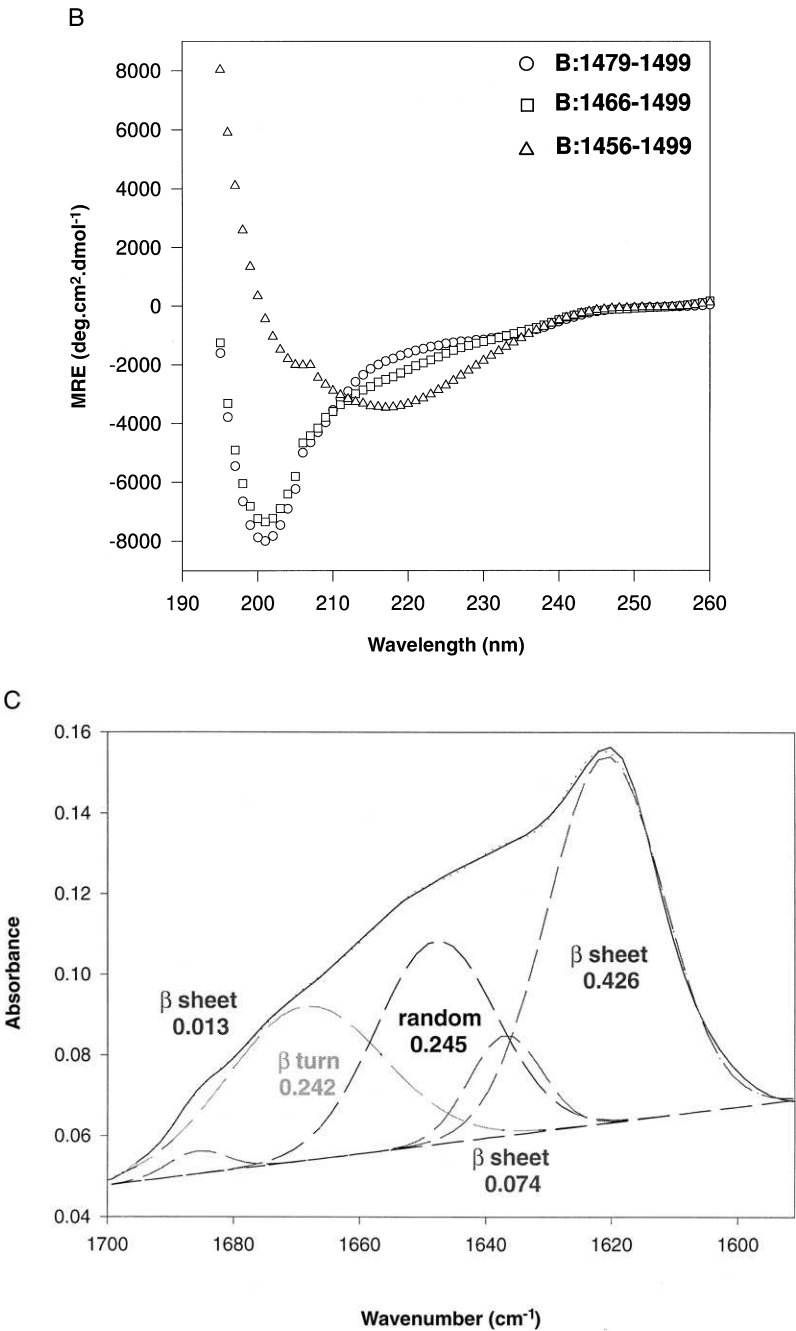 B
8000
6000
4000
2000
0
-2000
-4000
-6000
-8000
MRE (deg.cm².dmol⁻¹)
B:1479-1499
B:1466-1499
B:1456-1499
190 200 210 220 230 240 250 260
Wavelength (nm)
C
0.16
0.14
0.12
0.10
0.08
0.06
0.04
Absorbance
β sheet
0.013
β turn
0.242
random
0.245
β sheet
0.426
β sheet
0.074
1700 1680 1660 1640 1620 1600
Wavenumber (cm⁻¹)